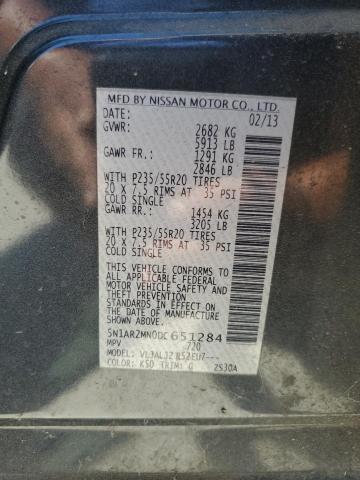 MFD BY NISSAN MOTOR CO., LTD.
DATE: 02/13
GVWR: 2682 KG
5913 LB
GAWR FR: 1291 KG
2846 LB
WITH P235/55R20 TIRES
20 X 7.5 RIMS AT 35 PSI
COLD SINGLE
GAWR RR: 1454 KG
3205 LB
WITH P235/55R20 TIRES
20 X 7.5 RIMS AT 35 PSI
COLD SINGLE
THIS VEHICLE CONFORMS TO
ALL APPLICABLE FEDERAL
MOTOR VEHICLE SAFETY AND
THEFT PREVENTION
STANDARDS IN EFFECT ON THE
DATE OF MANUFACTURE
SHOWN ABOVE.
5N1AR2MN0DC651284
MPV 720
MODEL:
COLOR: K50 TRIM: G 2S30A